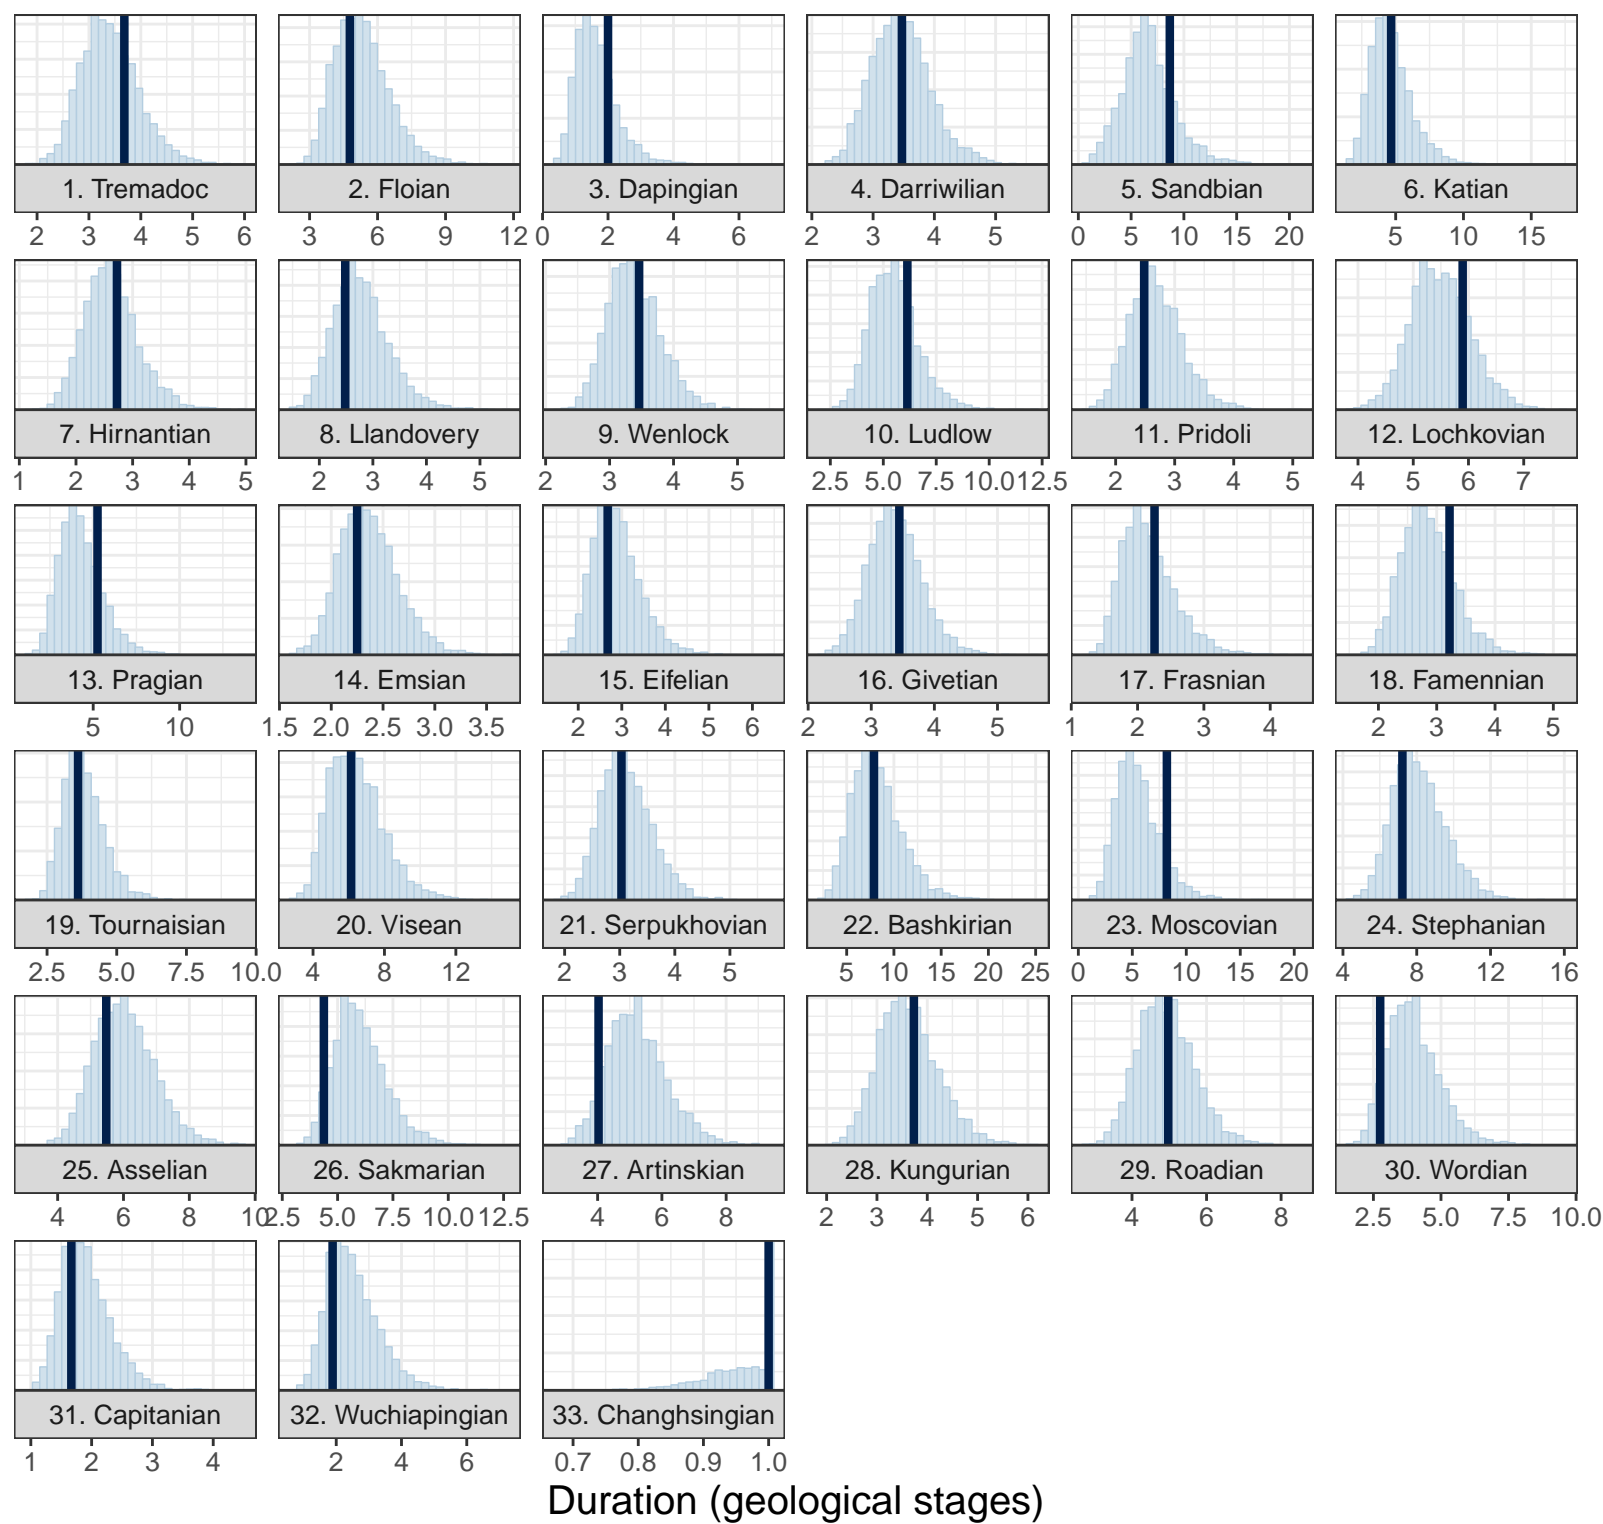 1. Tremadoc 2. Floian 3. Dapingian 4. Darriwilian 5. Sandbian 6. Katian
2 3 4 5 6 3 6 9 12 0 2 4 6 2 3 4 5 0 5 10 15 20 5 10 15
7. Hirnantian 8. Llandovery 9. Wenlock 10. Ludlow 11. Pridoli 12. Lochkovian
1 2 3 4 5 2 3 4 5 2 3 4 5 2.5 5.0 7.5 10.0 12.5 2 3 4 5 4 5 6 7
13. Pragian 14. Emsian 15. Eifelian 16. Givetian 17. Frasnian 18. Famennian
5 10 1.5 2.0 2.5 3.0 3.5 2 3 4 5 6 2 3 4 5 1 2 3 4 2 3 4 5
19. Tournaisian 20. Visean 21. Serpukhovian 22. Bashkirian 23. Moscovian 24. Stephanian
2.5 5.0 7.5 10.0 4 8 12 2 3 4 5 5 10 15 20 25 0 5 10 15 20 4 8 12 16
25. Asselian 26. Sakmarian 27. Artinskian 28. Kungurian 29. Roadian 30. Wordian
4 6 8 10 2.5 5.0 7.5 10.0 12.5 4 6 8 2 3 4 5 6 4 6 8 2.5 5.0 7.5 10.0
31. Capitanian 32. Wuchiapingian 33. Changhsingian
1 2 3 4 2 4 6 0.7 0.8 0.9 1.0
Duration (geological stages)